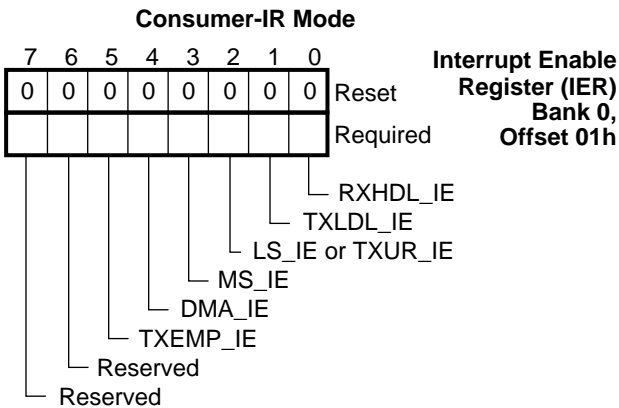 Consumer-IR Mode
7 6 5 4 3 2 1 0
Interrupt Enable
Register (IER)
Bank 0,
Offset 01h
0 0 0 0 0 0 0 0 Reset
Required
RXHDL_IE
TXLDL_IE
LS_IE or TXUR_IE
MS_IE
DMA_IE
TXEMP_IE
Reserved
Reserved